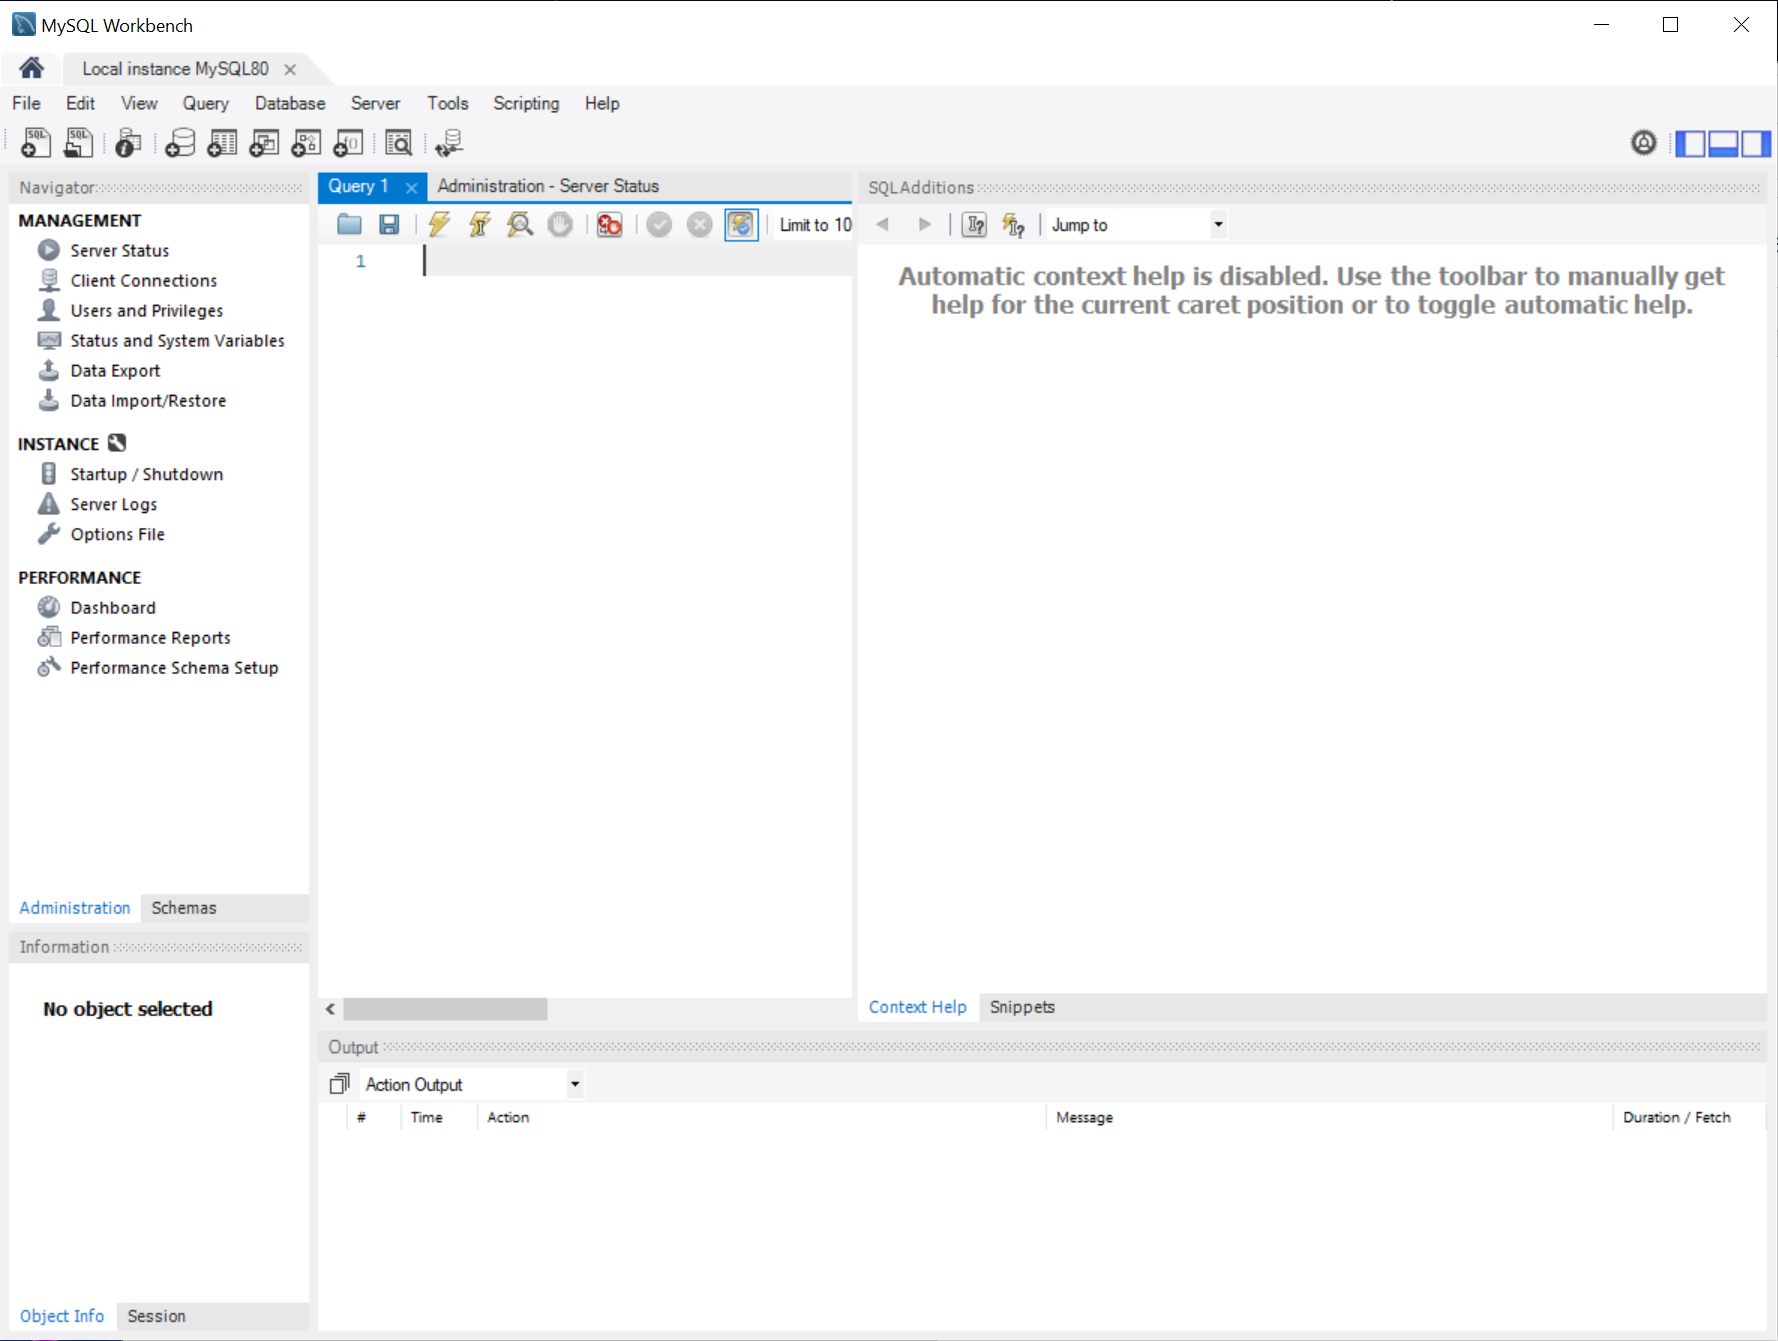 MySQL Workbench
Local instance MySQL80
File Edit View Query Database Server Tools Scripting Help
SQL SQL
Navigator
MANAGEMENT
Server Status
Client Connections
Users and Privileges
Status and System Variables
Data Export
Data Import/Restore
INSTANCE
Startup / Shutdown
Server Logs
Options File
PERFORMANCE
Dashboard
Performance Reports
Performance Schema Setup
Administration Schemas
Information
No object selected
Object Info Session
Query 1 Administration - Server Status
Limit to 10
1
SQLAdditions
Jump to
Automatic context help is disabled. Use the toolbar to manually get
help for the current caret position or to toggle automatic help.
Context Help Snippets
Output
Action Output
# Time Action Message Duration / Fetch